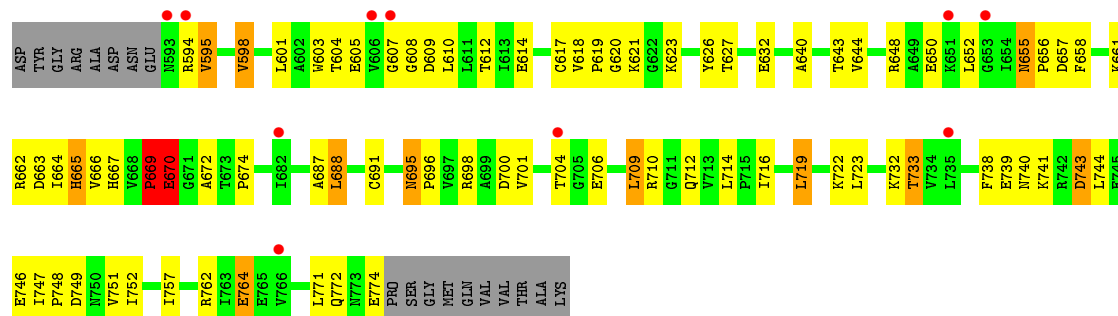 ASP TYR GLY ARG ALA ASP ASN GLU N593 R594 V595 V598 L601 A602 W603 T604 E605 V606 G607 G608 D609 L610 L611 T612 I613 E614 C617 V618 P619 G620 K621 G622 K623 Y626 T627 E632 A640 T643 V644 R648 A649 E650 K651 L652 G653 I654 N655 P656 D657 F658 K661
R662 D663 I664 H665 V666 H667 V668 P669 E670 G671 A672 T673 P674 I682 A687 L688 C691 N695 P696 V697 R698 A699 D700 V701 T704 G705 E706 L709 R710 G711 Q712 V713 L714 P715 I716 L719 K722 L723 K732 T733 V734 L735 F738 E739 N740 K741 R742 D743 L744 E745
E746 I747 P748 D749 N750 V751 I752 I757 R762 I763 E764 E765 V766 L771 Q772 N773 E774 PRO SER GLY MET GLN VAL VAL THR ALA LYS